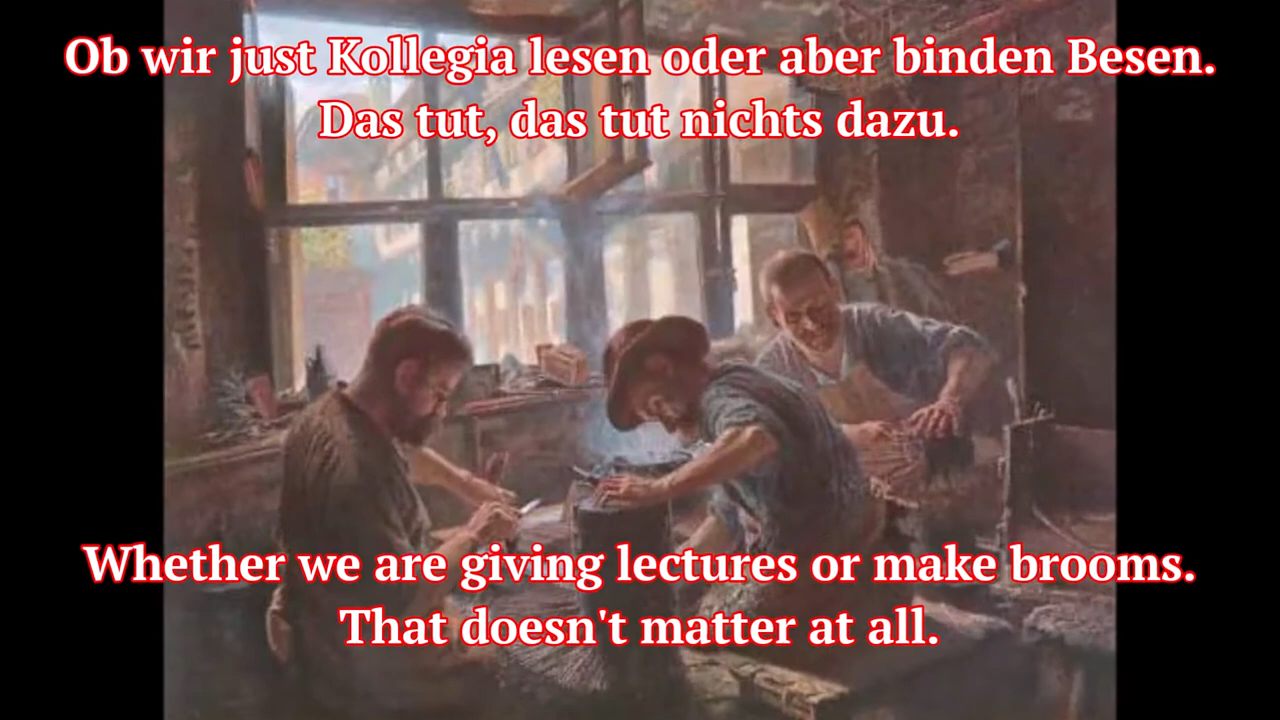 Ob wir just Kollegia lesen oder aber binden Besen.
Das tut, das tut nichts dazu.
Whether we are giving lectures or make brooms.
That doesn't matter at all.